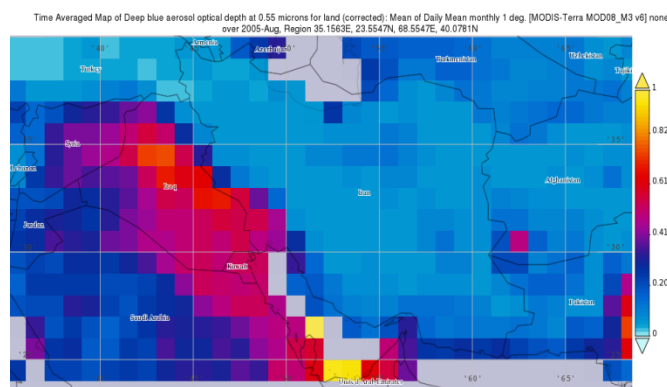 Time Averaged Map of Deep blue aerosol optical depth at 0.55 microns for land (corrected): Mean of Daily Mean monthly 1 deg. [MODIS-Terra MOD08_M3 v6] none
over 2005-Aug, Region 35.1563E, 23.5547N, 68.5547E, 40.0781N
Armenia
Azerbaijan
Turkey
Turkmenistan
Uzbekistan
Syria
Lebanon
Iraq
Iran
Afghanistan
Jordan
Kuwait
Saudi Arabia
Pakistan
United Arab Emirates
60
65
35
30
1
0.82
0.61
0.41
0.20
0